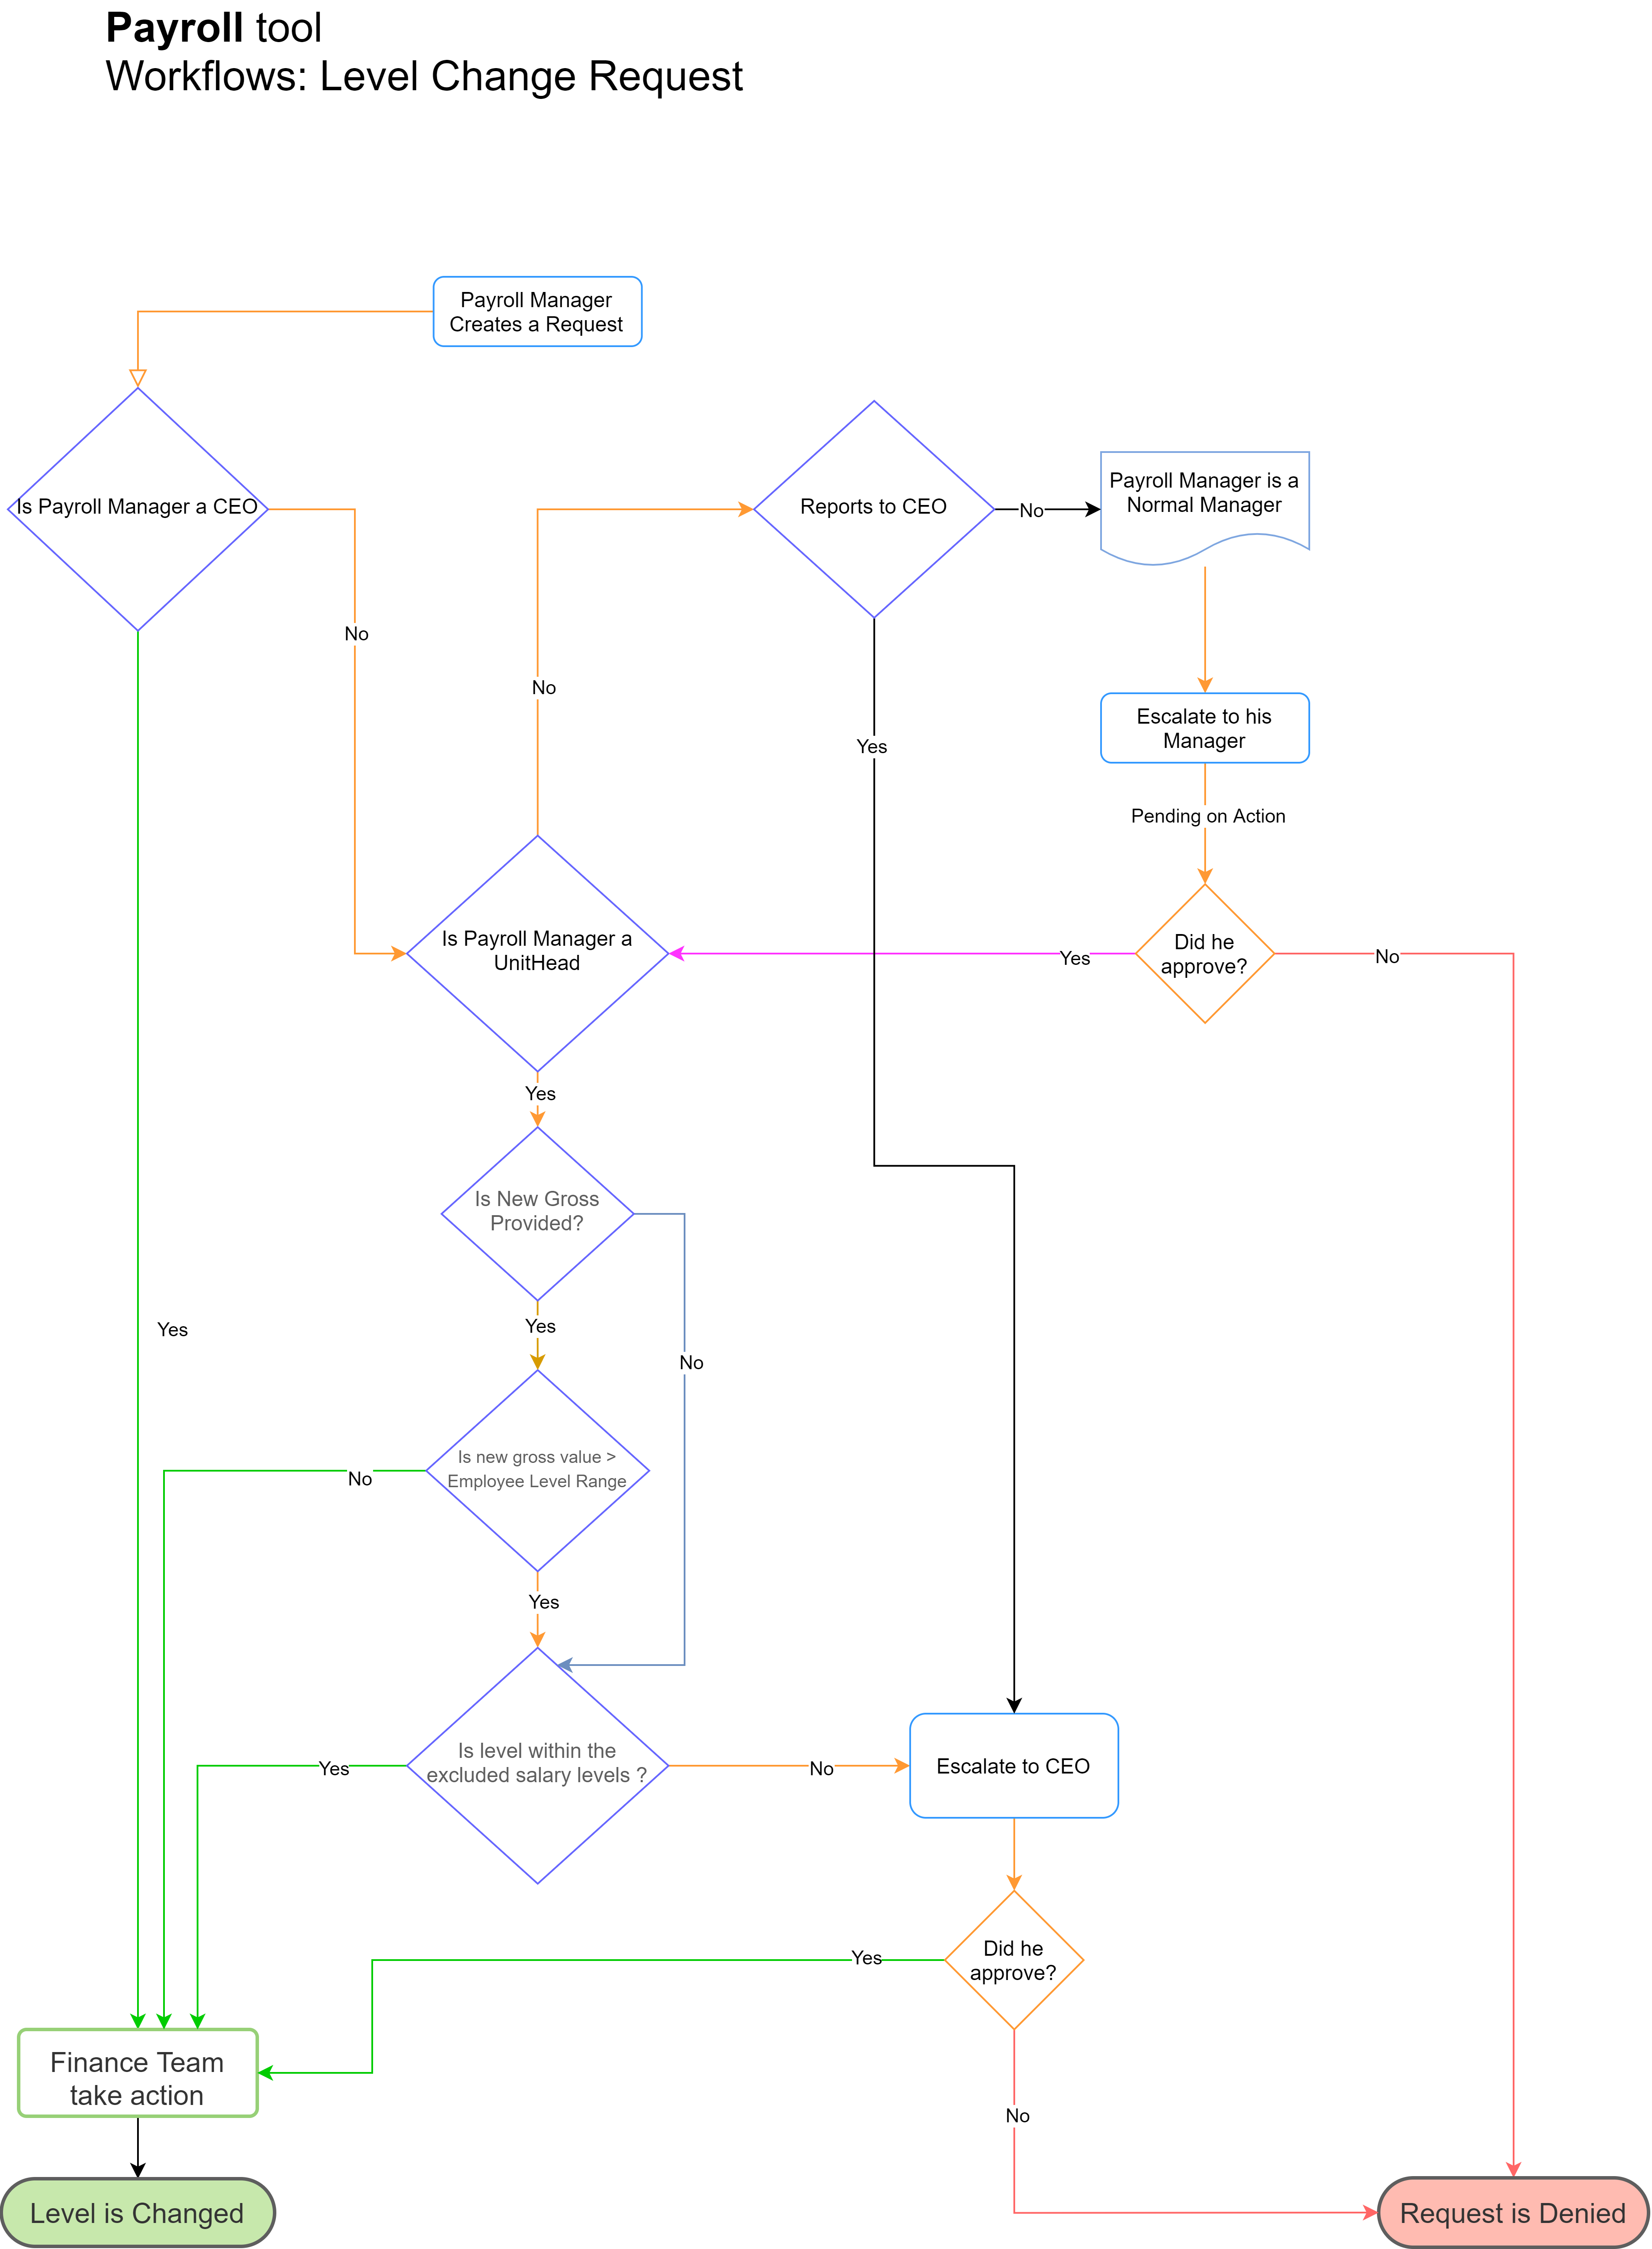 Payroll tool
Workflows: Level Change Request
Payroll Manager
Creates a Request
Is Payroll Manager a CEO
Reports to CEO
No
Payroll Manager is a
Normal Manager
No
No
Yes
Escalate to his
Manager
Pending on Action
Is Payroll Manager a
UnitHead
Yes
Did he
approve?
No
Yes
Is New Gross
Provided?
Yes
Yes
No
Is new gross value >
Employee Level Range
No
Yes
Is level within the
excluded salary levels ?
Yes
No
Escalate to CEO
Did he
approve?
Yes
No
Finance Team
take action
Level is Changed
Request is Denied